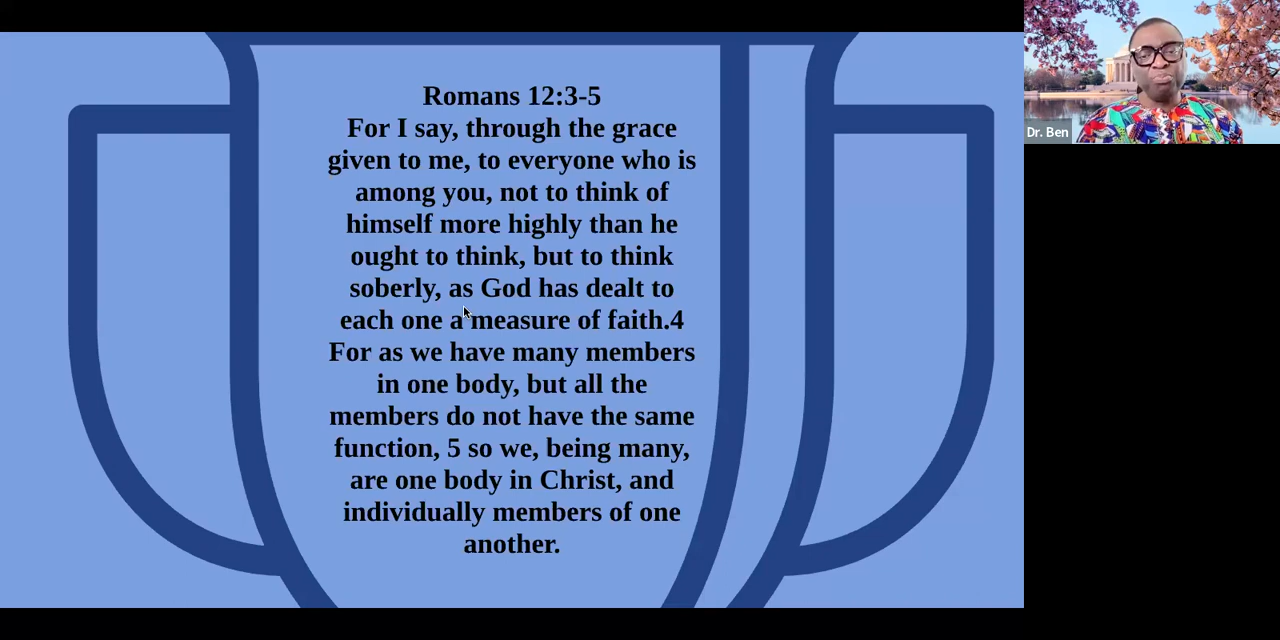 Romans 12:3-5
For I say, through the grace
given to me, to everyone who is
among you, not to think of
himself more highly than he
ought to think, but to think
soberly, as God has dealt to
each one a measure of faith.4
For as we have many members
in one body, but all the
members do not have the same
function, 5 so we, being many,
are one body in Christ, and
individually members of one
another.
Dr. Ben